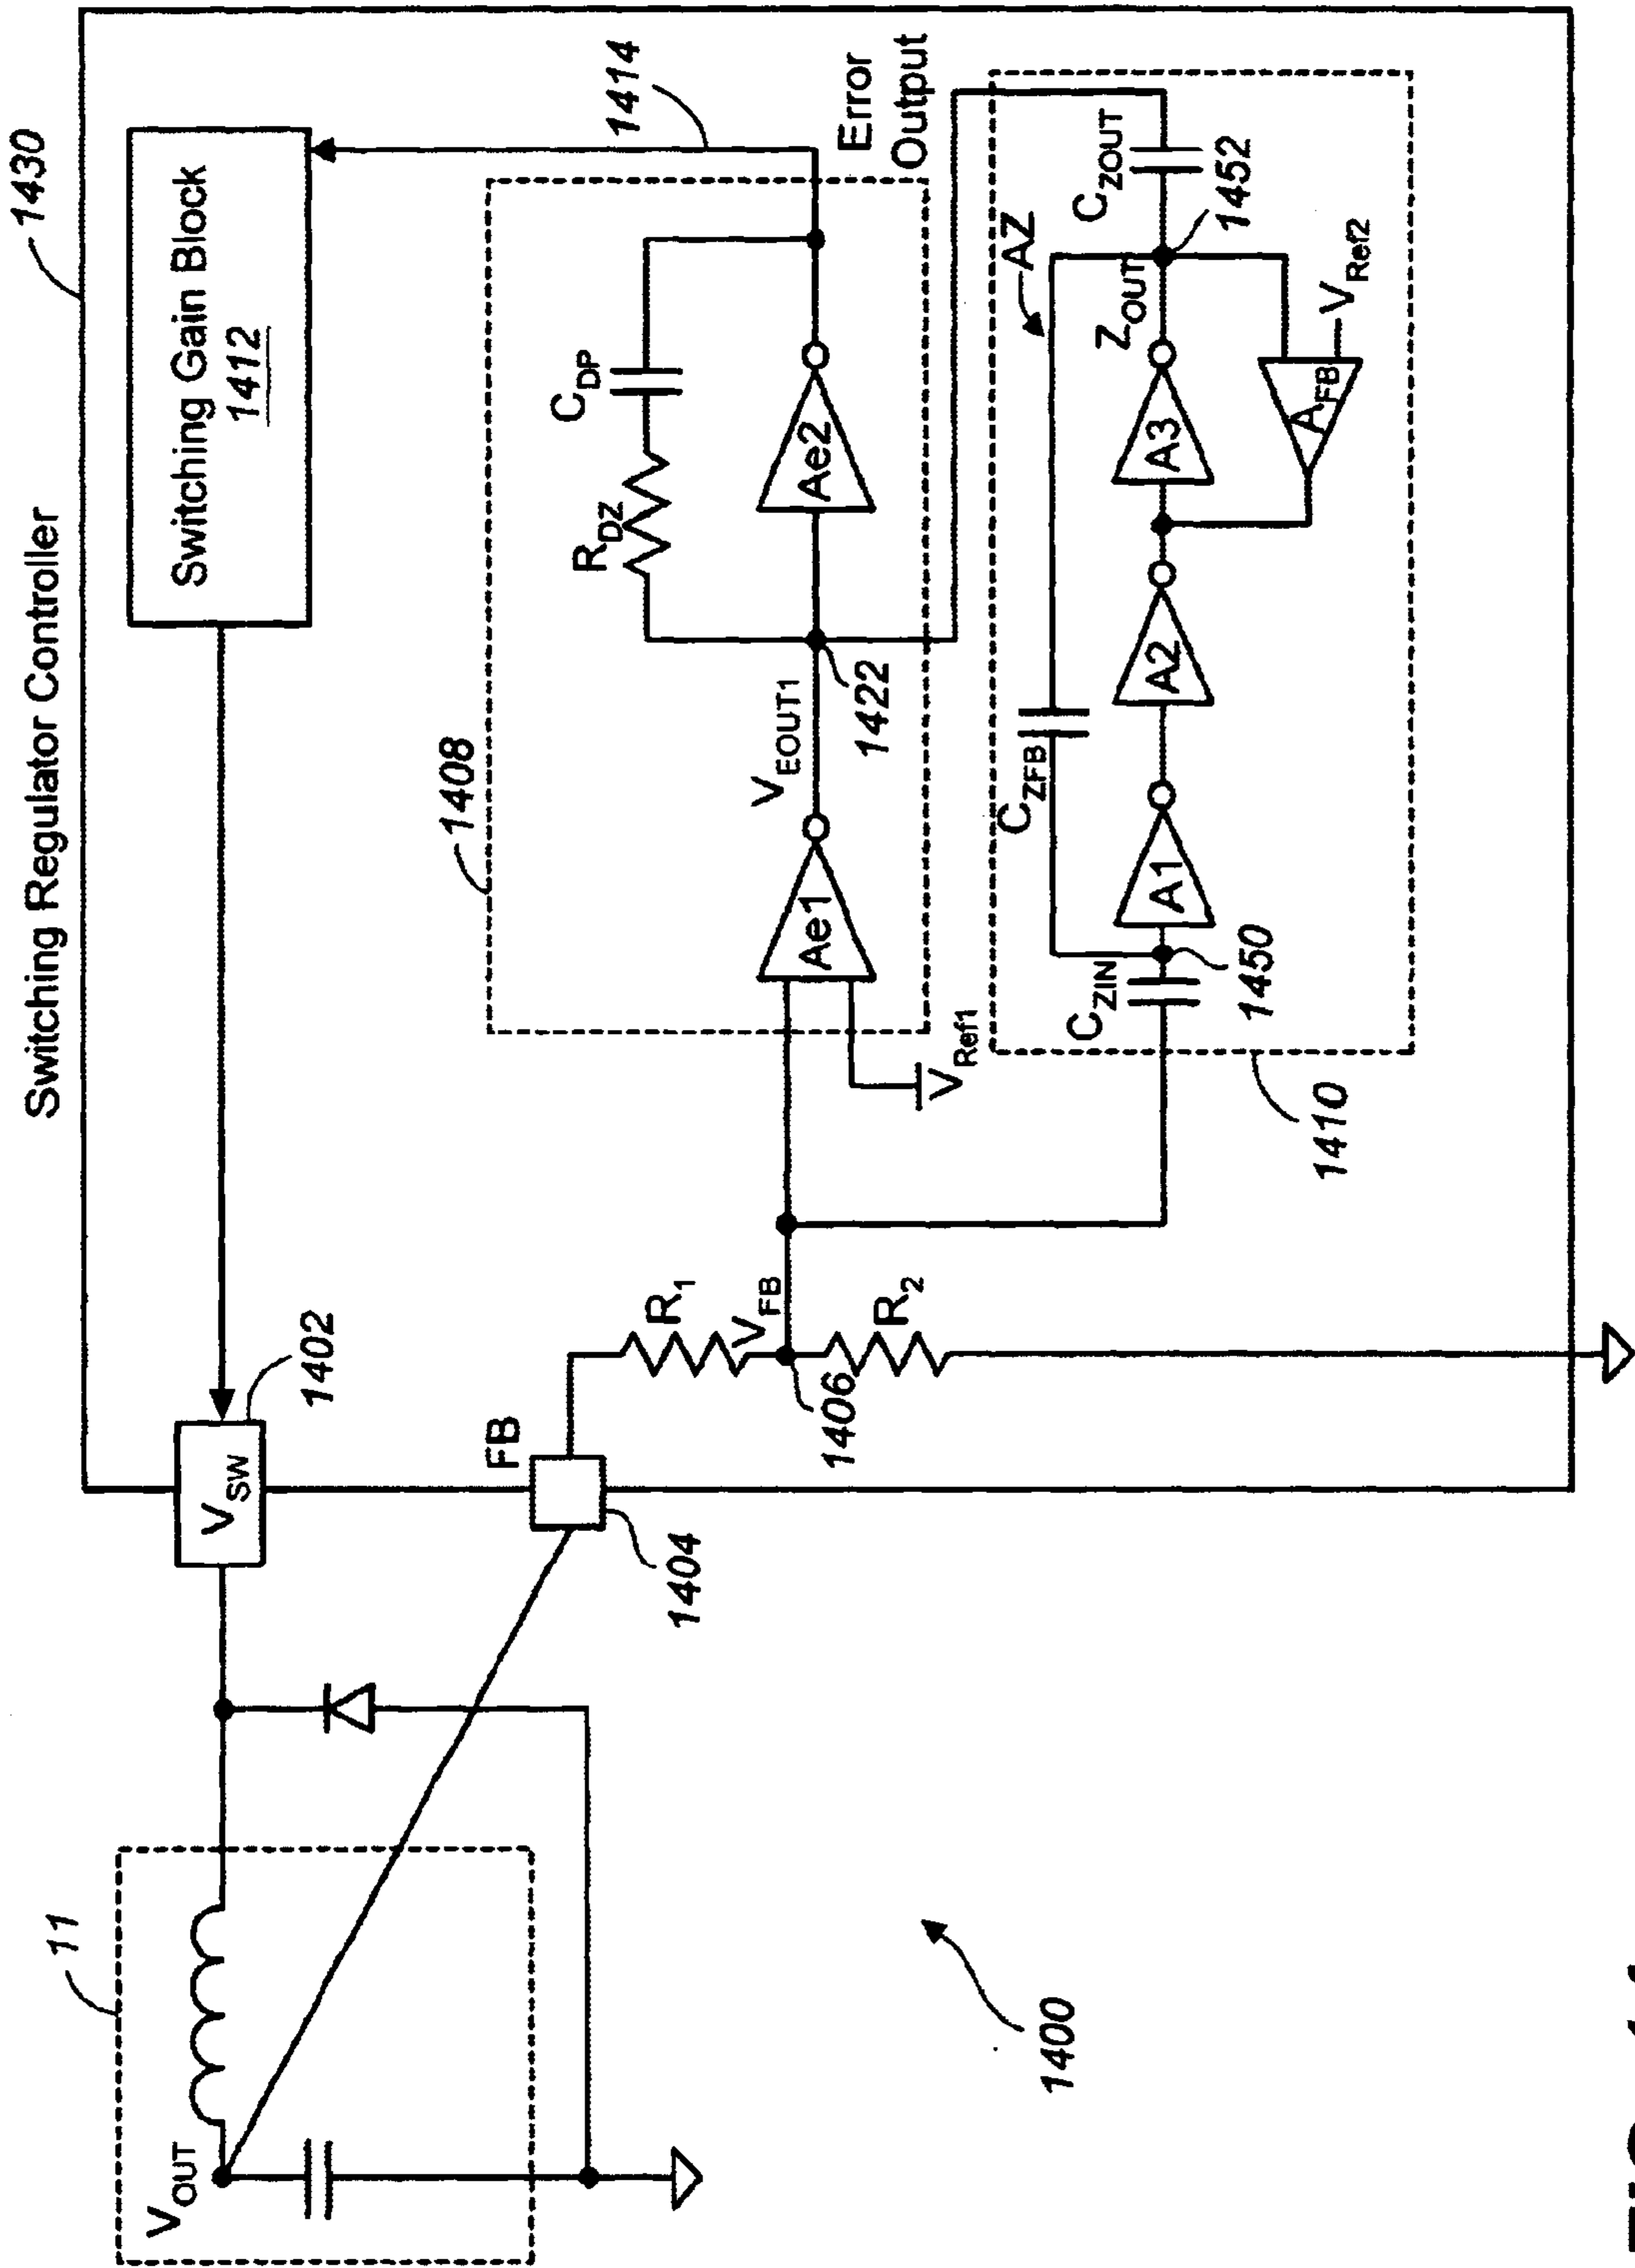 Switching Regulator Controller
1430
Switching Gain Block
1412
1414
Error
Output
1408
C_DP
R_DZ
V_EOUT1
Ae1
Ae2
1422
V_Ref1
V_SW
1402
FB
1404
R_1
V_FB
1406
R_2
11
V_OUT
1400
1410
C_ZIN
1450
C_ZFB
A1
A2
A3
AZ
Z_OUT
C_ZOUT
1452
A_FB
V_Ref2